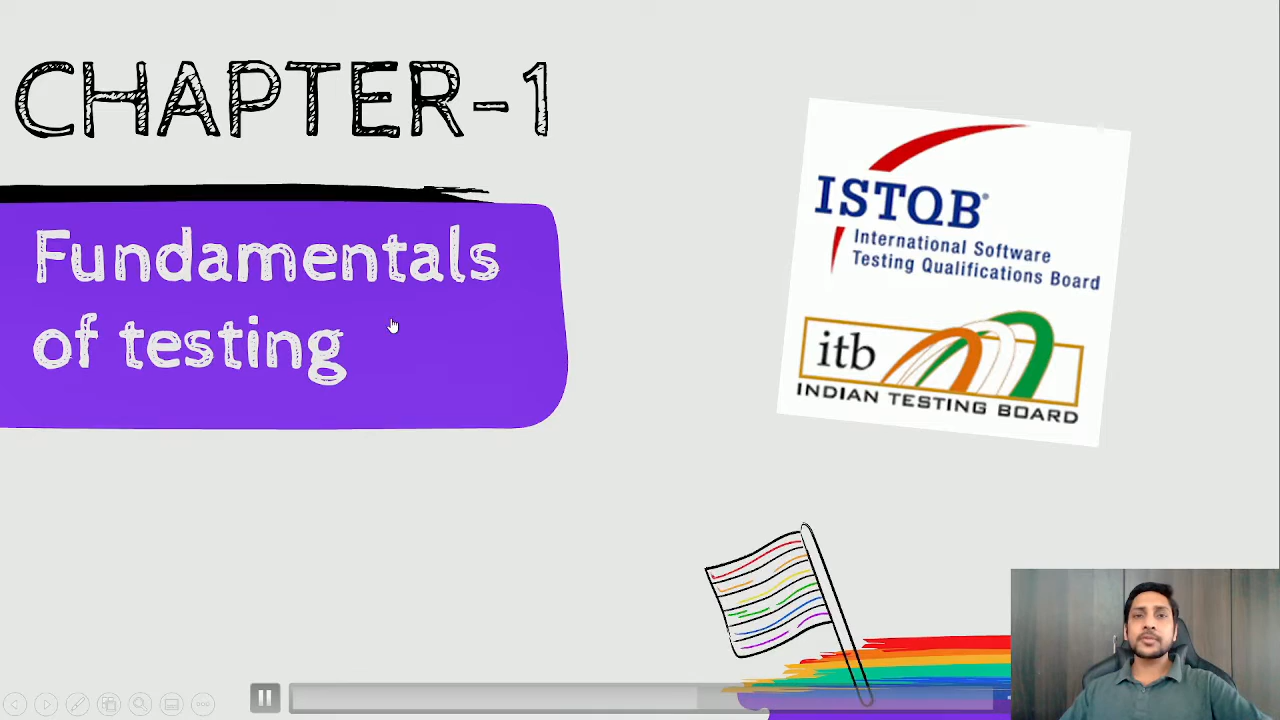 CHAPTER-1
Fundamentals
of testing
ISTQB®
International Software
Testing Qualifications Board
itb
INDIAN TESTING BOARD